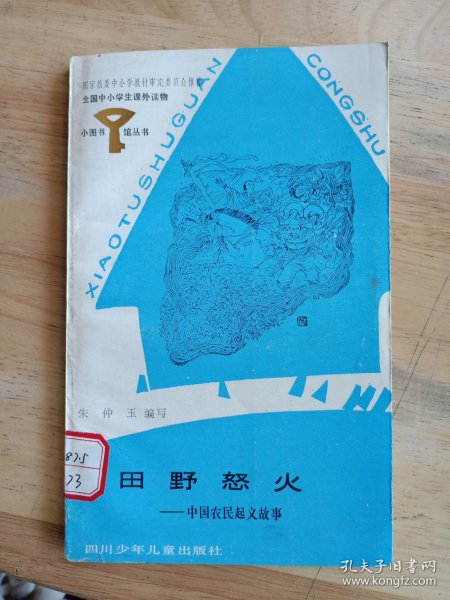 国家教委中小学教材审定委员会推荐
全国中小学生课外读物
小图书馆丛书
XIAOTUSHUGUAN
CONGSHU
朱仲玉 编写
田野怒火
——中国农民起义故事
四川少年儿童出版社
87.5
73
孔夫子旧书网
www.kongfz.com